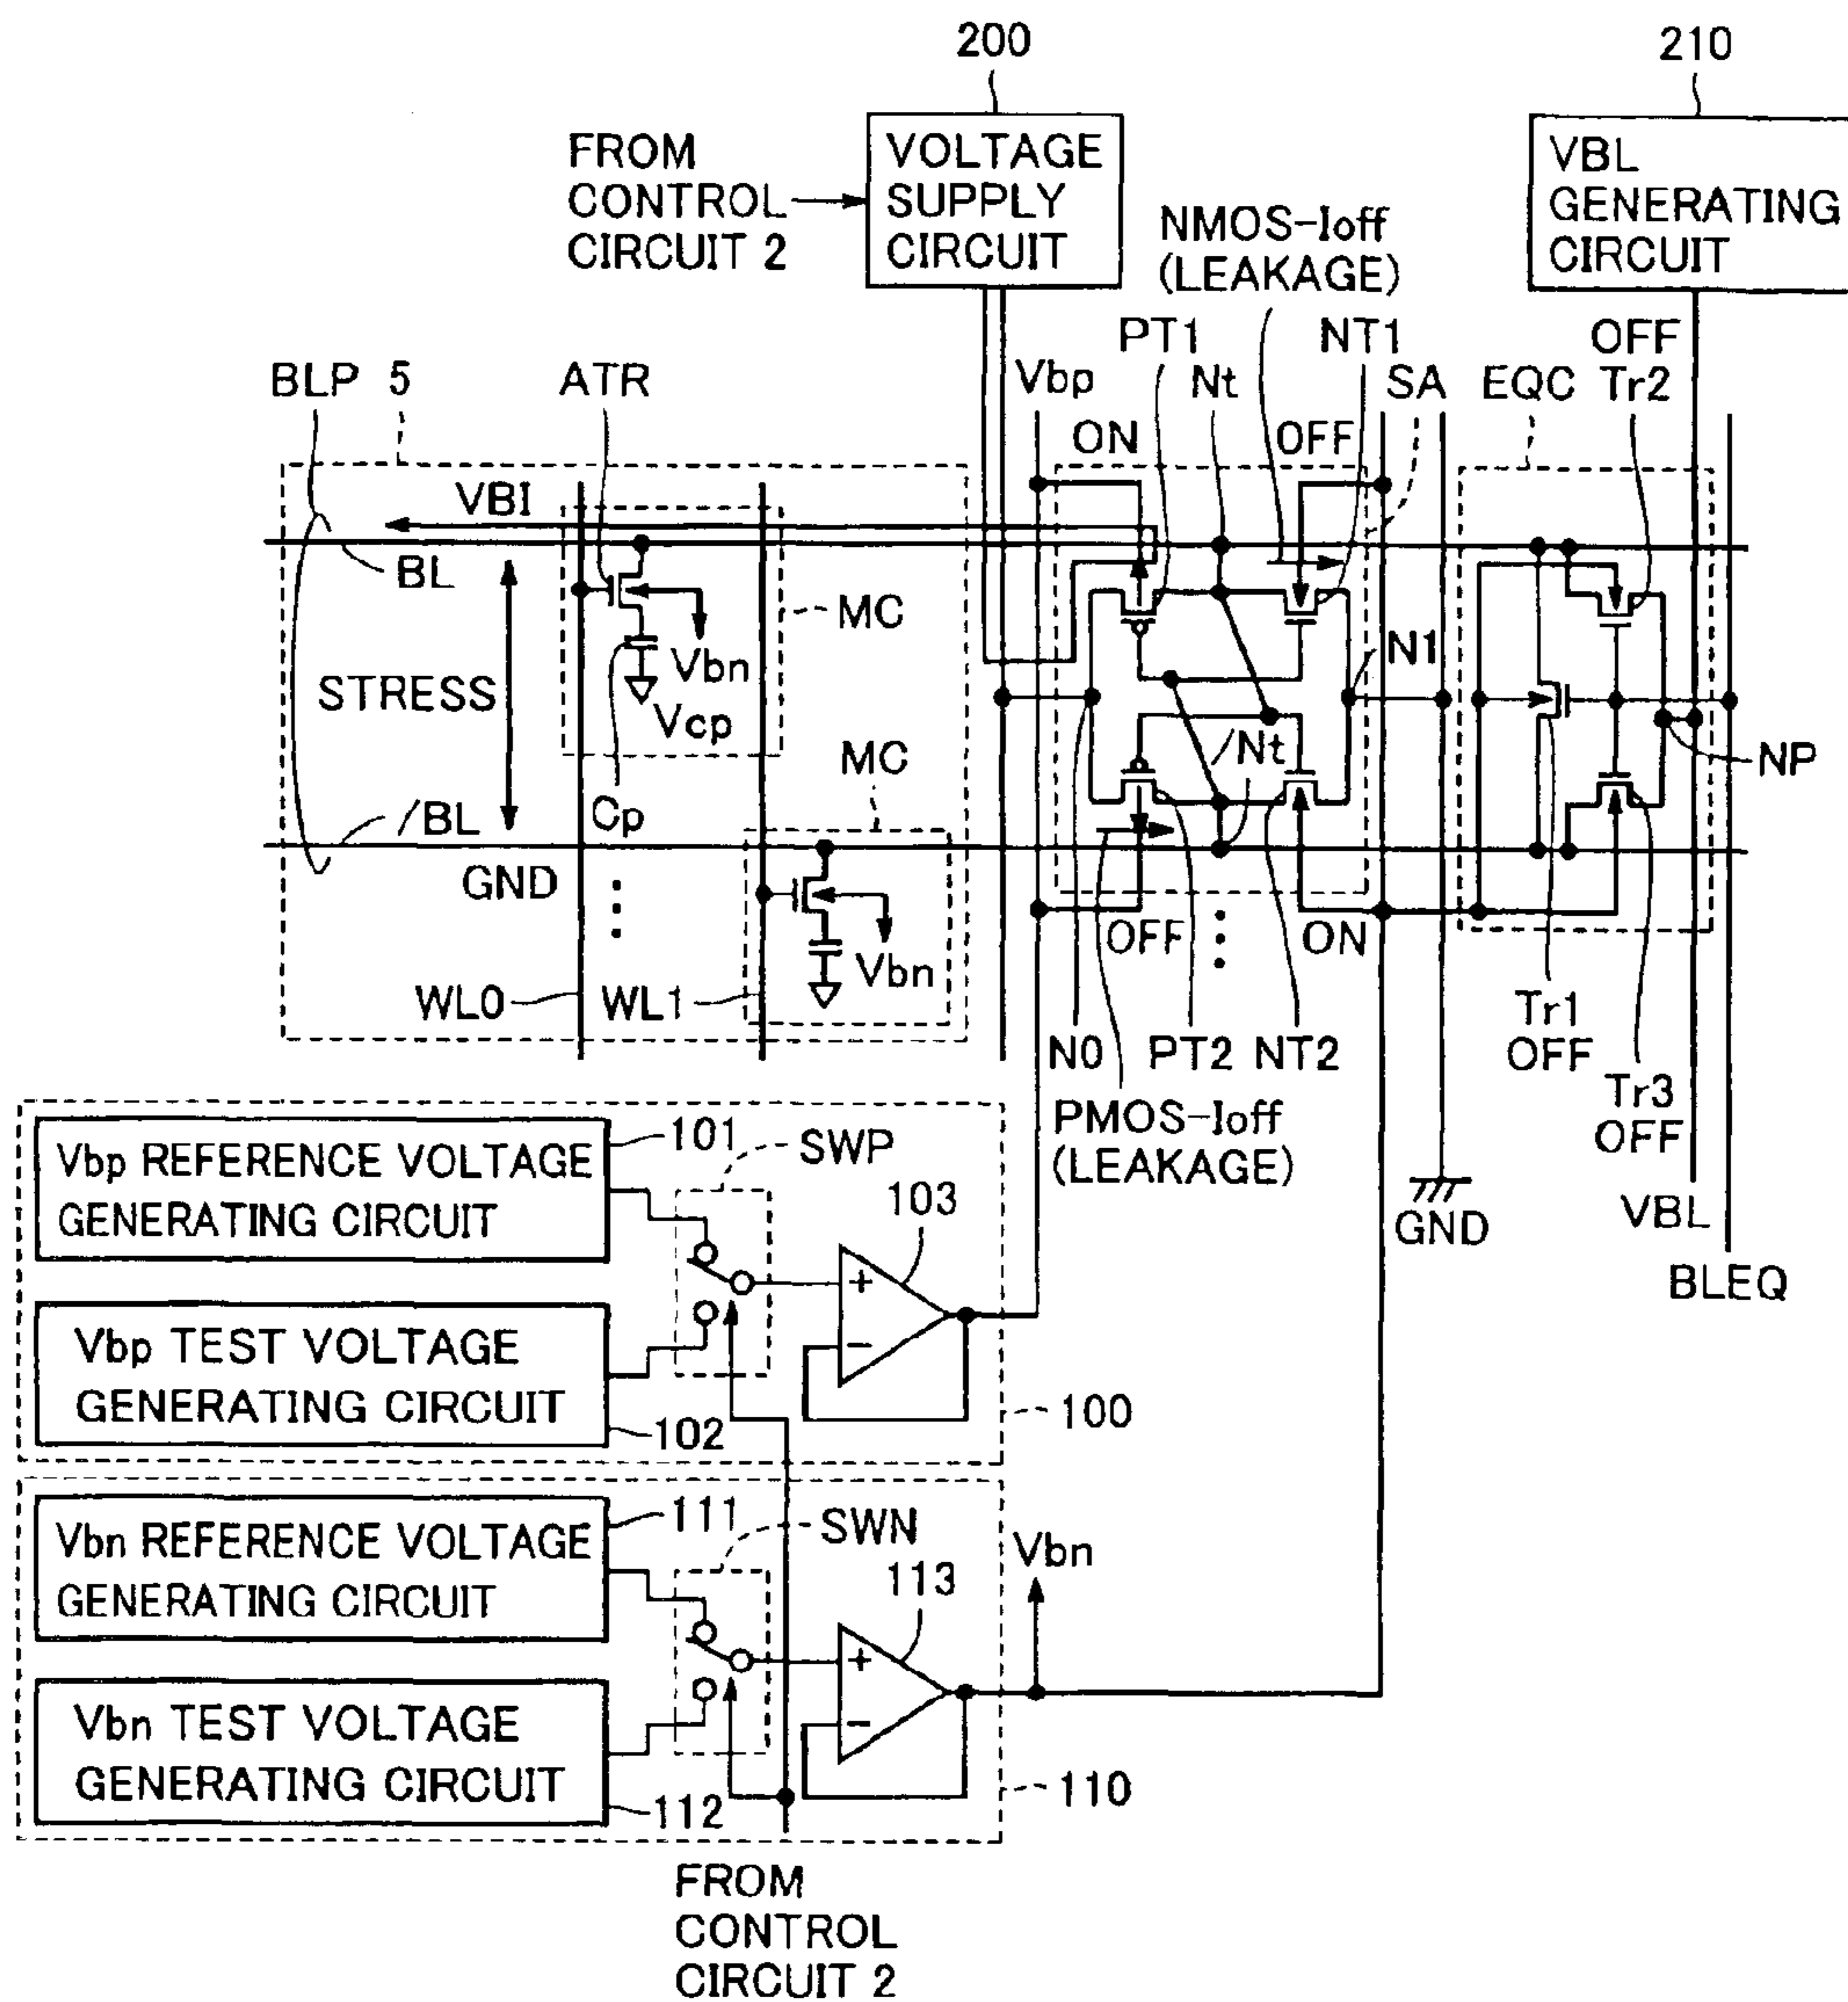 200
210
FROM
CONTROL
CIRCUIT 2
VOLTAGE
SUPPLY
CIRCUIT
NMOS-Ioff
(LEAKAGE)
VBL
GENERATING
CIRCUIT
OFF
BLP 5 ATR
Vbp PT1 Nt NT1 SA EQC Tr2
ON OFF
VBI
BL
MC
STRESS
Vbn
Vcp
N1
MC
/Nt
NP
Cp
/BL
GND
OFF ON
Vbn
WL0 WL1
N0 PT2 NT2
Tr1
OFF
Tr3
OFF
PMOS-Ioff
(LEAKAGE)
GND
VBL
BLEQ
Vbp REFERENCE VOLTAGE
GENERATING CIRCUIT
101
SWP
103
+
−
Vbp TEST VOLTAGE
GENERATING CIRCUIT
102
100
Vbn REFERENCE VOLTAGE
GENERATING CIRCUIT
111
SWN
113
Vbn
+
−
Vbn TEST VOLTAGE
GENERATING CIRCUIT
112
110
FROM
CONTROL
CIRCUIT 2